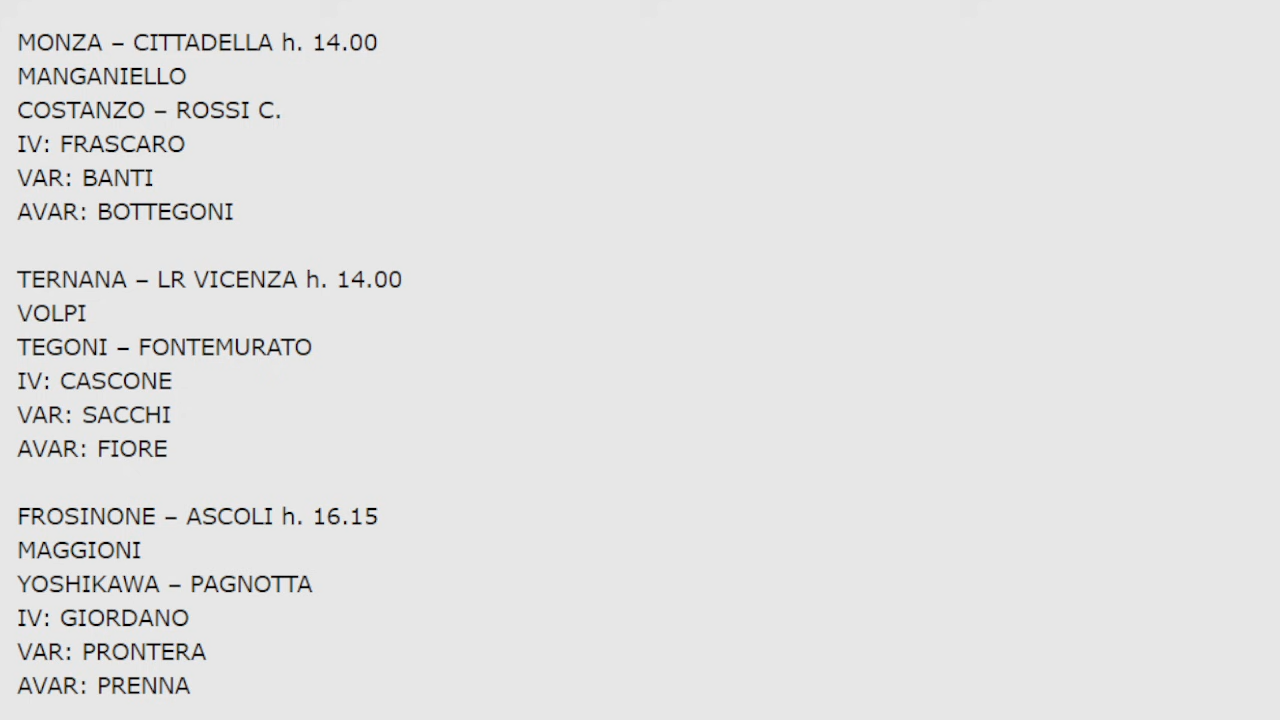 MONZA – CITTADELLA h. 14.00
MANGANIELLO
COSTANZO – ROSSI C.
IV: FRASCARO
VAR: BANTI
AVAR: BOTTEGONI
TERNANA – LR VICENZA h. 14.00
VOLPI
TEGONI – FONTEMURATO
IV: CASCONE
VAR: SACCHI
AVAR: FIORE
FROSINONE – ASCOLI h. 16.15
MAGGIONI
YOSHIKAWA – PAGNOTTA
IV: GIORDANO
VAR: PRONTERA
AVAR: PRENNA